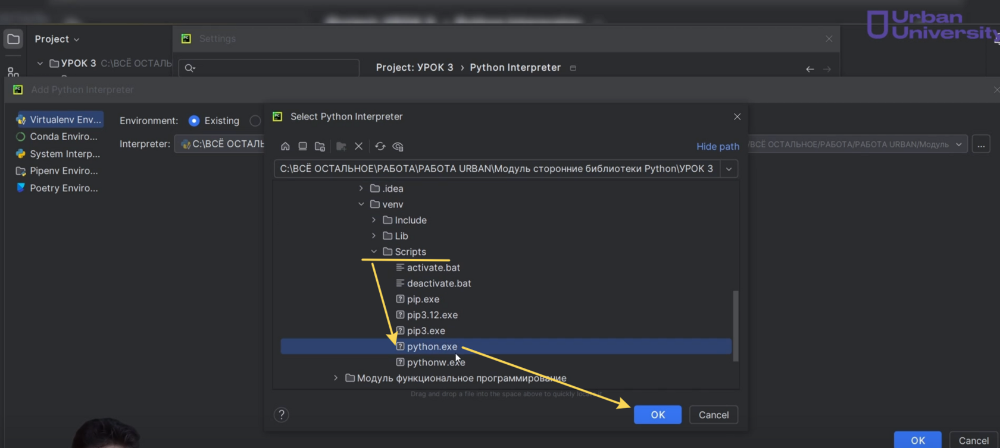 Urban
University
Project
Settings
УРОК 3 C:\ВСЁ ОСТАЛЬ
Project: УРОК 3 › Python Interpreter
Add Python Interpreter
Virtualenv Env...
Conda Enviro...
System Interp...
Pipenv Enviro...
Poetry Enviro...
Environment: Existing
Interpreter: C:\ВСЁ ОСТАЛЬ
/ВСЁ ОСТАЛЬНОЕ/РАБОТА/РАБОТА URBAN/Модуль
...
Select Python Interpreter
Hide path
C:\ВСЁ ОСТАЛЬНОЕ\РАБОТА\РАБОТА URBAN\Модуль сторонние библиотеки Python\УРОК 3
.idea
venv
Include
Lib
Scripts
activate.bat
deactivate.bat
pip.exe
pip3.12.exe
pip3.exe
python.exe
pythonw.exe
Модуль функциональное программирование
Drag and drop a file into the space above to quickly locate it
?
OK
Cancel
OK
Cancel